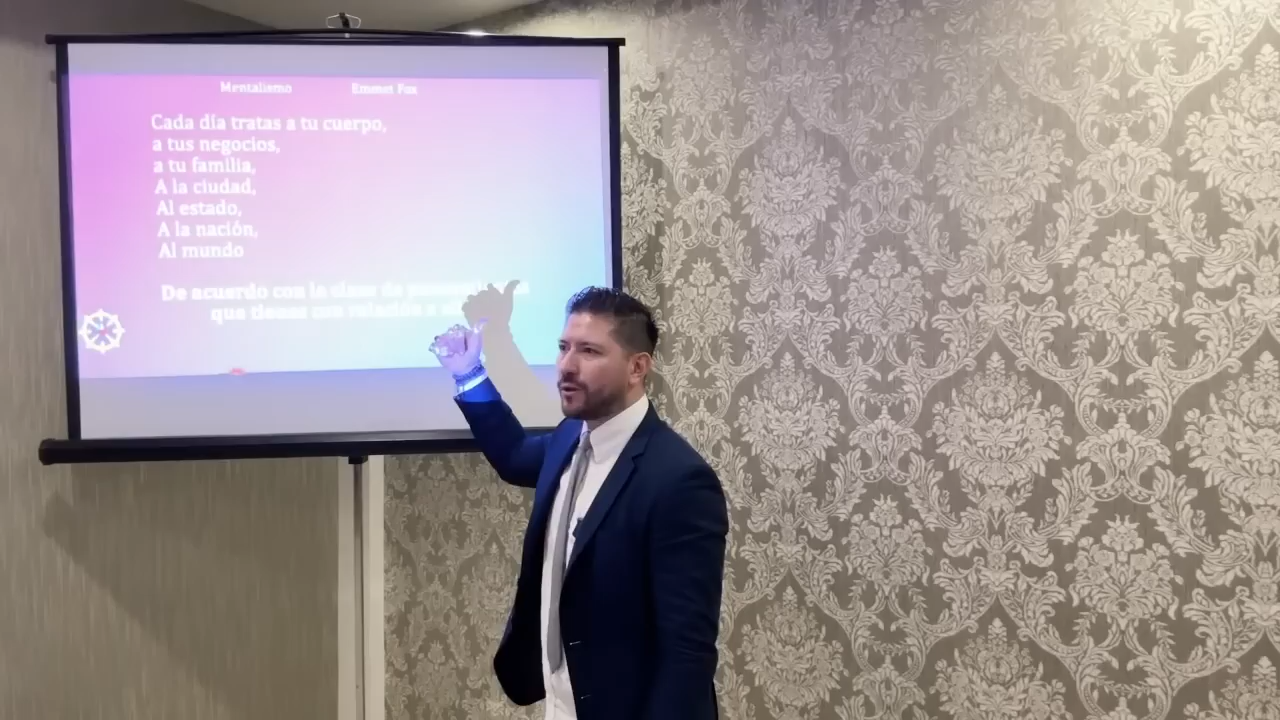 Mentalismo Emmet Fox
Cada día tratas a tu cuerpo,
a tus negocios,
a tu familia,
A la ciudad,
Al estado,
A la nación,
Al mundo
De acuerdo con la clase de
que tienes con relación a